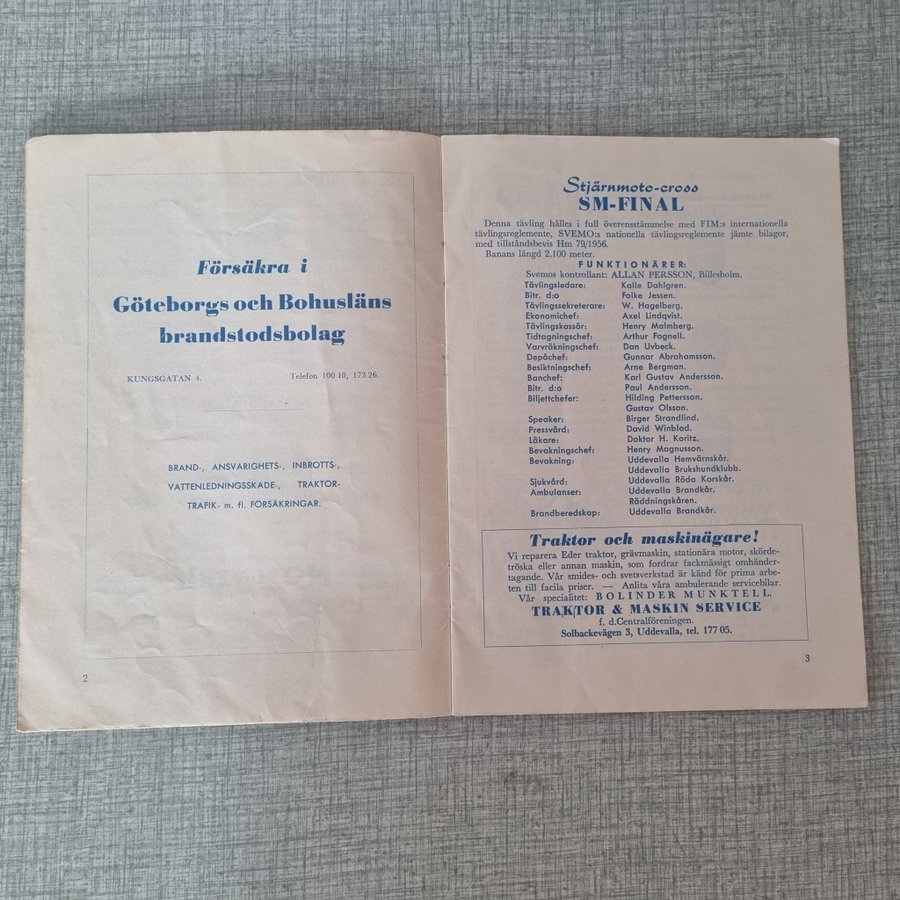 Försäkra i
Göteborgs och Bohusläns
brandstodsbolag
KUNGSGATAN 4. Telefon 100 10, 173 26.
BRAND-, ANSVARIGHETS-, INBROTTS-,
VATTENLEDNINGSSKADE-, TRAKTOR-
TRAFIK- m. fl. FÖRSÄKRINGAR.
2
Stjärnmoto-cross
SM-FINAL
Denna tävling hålles i full överensstämmelse med FIM:s internationella
tävlingsreglemente, SVEMO:s nationella tävlingsreglemente jämte bilagor,
med tillståndsbevis Hm 79/1956.
Banans längd 2.100 meter.
FUNKTIONÄRER:
Svemos kontrollant: ALLAN PERSSON, Billesholm.
Tävlingsledare: Kalle Dahlgren.
Bitr. d:o Folke Jessen.
Tävlingssekreterare: W. Hagelberg.
Ekonomichef: Axel Lindqvist.
Tävlingskassör: Henry Malmberg.
Tidtagningschef: Arthur Fognell.
Varvräkningschef: Dan Uvbeck.
Depåchef: Gunnar Abrahamsson.
Besiktningschef: Arne Bergman.
Banchef: Karl Gustav Andersson.
Bitr. d:o Paul Andersson.
Biljettchefer: Hilding Pettersson.
Gustav Olsson.
Speaker: Birger Strandlind.
Pressvärd: David Winblad.
Läkare: Doktor H. Koritz.
Bevakningschef: Henry Magnusson.
Bevakning: Uddevalla Hemvärnskår.
Uddevalla Brukshundklubb.
Sjukvård: Uddevalla Röda Korskår.
Ambulanser: Uddevalla Brandkår.
Räddningskåren.
Brandberedskap: Uddevalla Brandkår.
Traktor och maskinägare!
Vi reparera Eder traktor, grävmaskin, stationära motor, skörde-
tröska eller annan maskin, som fordrar fackmässigt omhänder-
tagande. Vår smides- och svetsverkstad är känd för prima arbe-
ten till facila priser. — Anlita våra ambulerande servicebilar.
Vår specialitet: BOLINDER MUNKTELL.
TRAKTOR & MASKIN SERVICE
f. d.Centralföreningen.
Solbackevägen 3, Uddevalla, tel. 177 05.
3